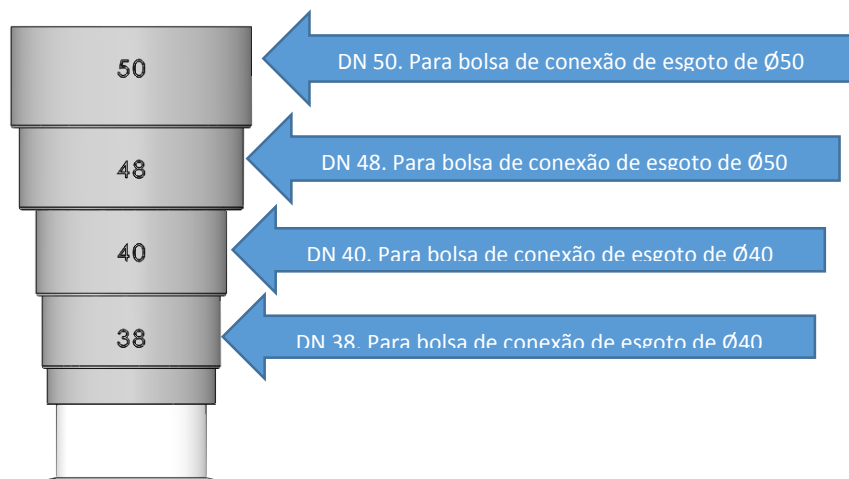 50
DN 50. Para bolsa de conexão de esgoto de Ø50
48
DN 48. Para bolsa de conexão de esgoto de Ø50
40
DN 40. Para bolsa de conexão de esgoto de Ø40
38
DN 38. Para bolsa de conexão de esgoto de Ø40